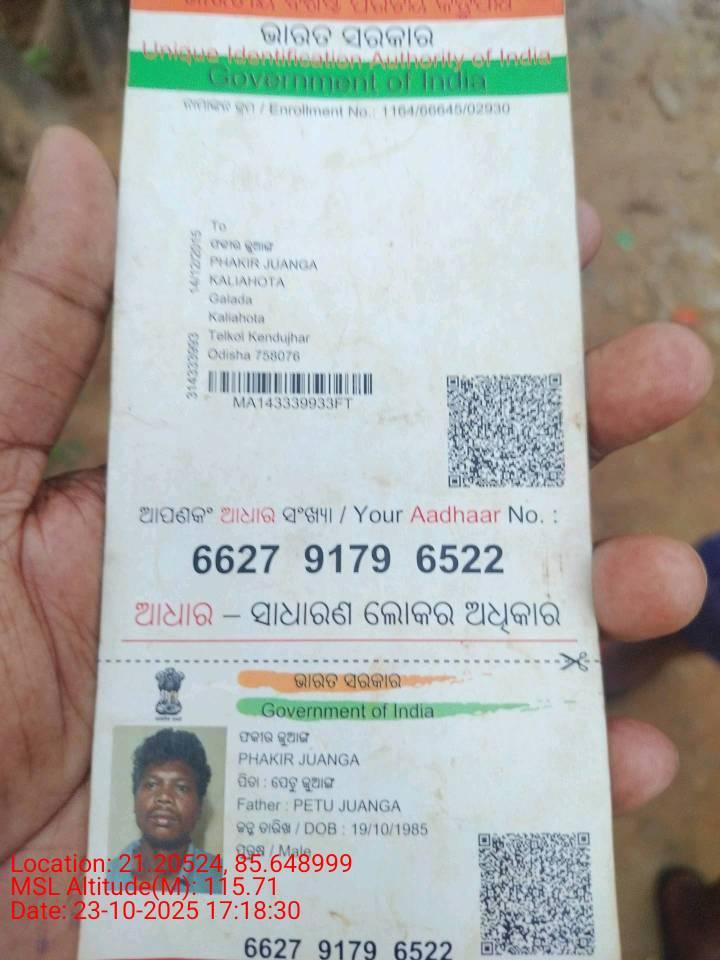 ଭାରତ ସରକାର
Unique Identification Authority of India
Government of India
ନାମାଙ୍କନ କ୍ରମ / Enrollment No.: 1164/66645/02930
14/12/2015
3143333993
To
ଫକୀର ଜୁଆଙ୍ଗ
PHAKIR JUANGA
KALIAHOTA
Galada
Kaliahota
Telkoi Kendujhar
Odisha 758076
MA143339933FT
ଆପଣଙ୍କ ଆଧାର ସଂଖ୍ୟା / Your Aadhaar No. :
6627 9179 6522
ଆଧାର – ସାଧାରଣ ଲୋକର ଅଧିକାର
ଭାରତ ସରକାର
Government of India
ଫକୀର ଜୁଆଙ୍ଗ
PHAKIR JUANGA
ପିତା : ପେଟୁ ଜୁଆଙ୍ଗ
Father : PETU JUANGA
ଜନ୍ମ ତାରିଖ / DOB : 19/10/1985
ପୁରୁଷ / Male
Location: 21.20524, 85.648999
MSL Altitude(M): 115.71
Date: 23-10-2025 17:18:30
6627 9179 6522